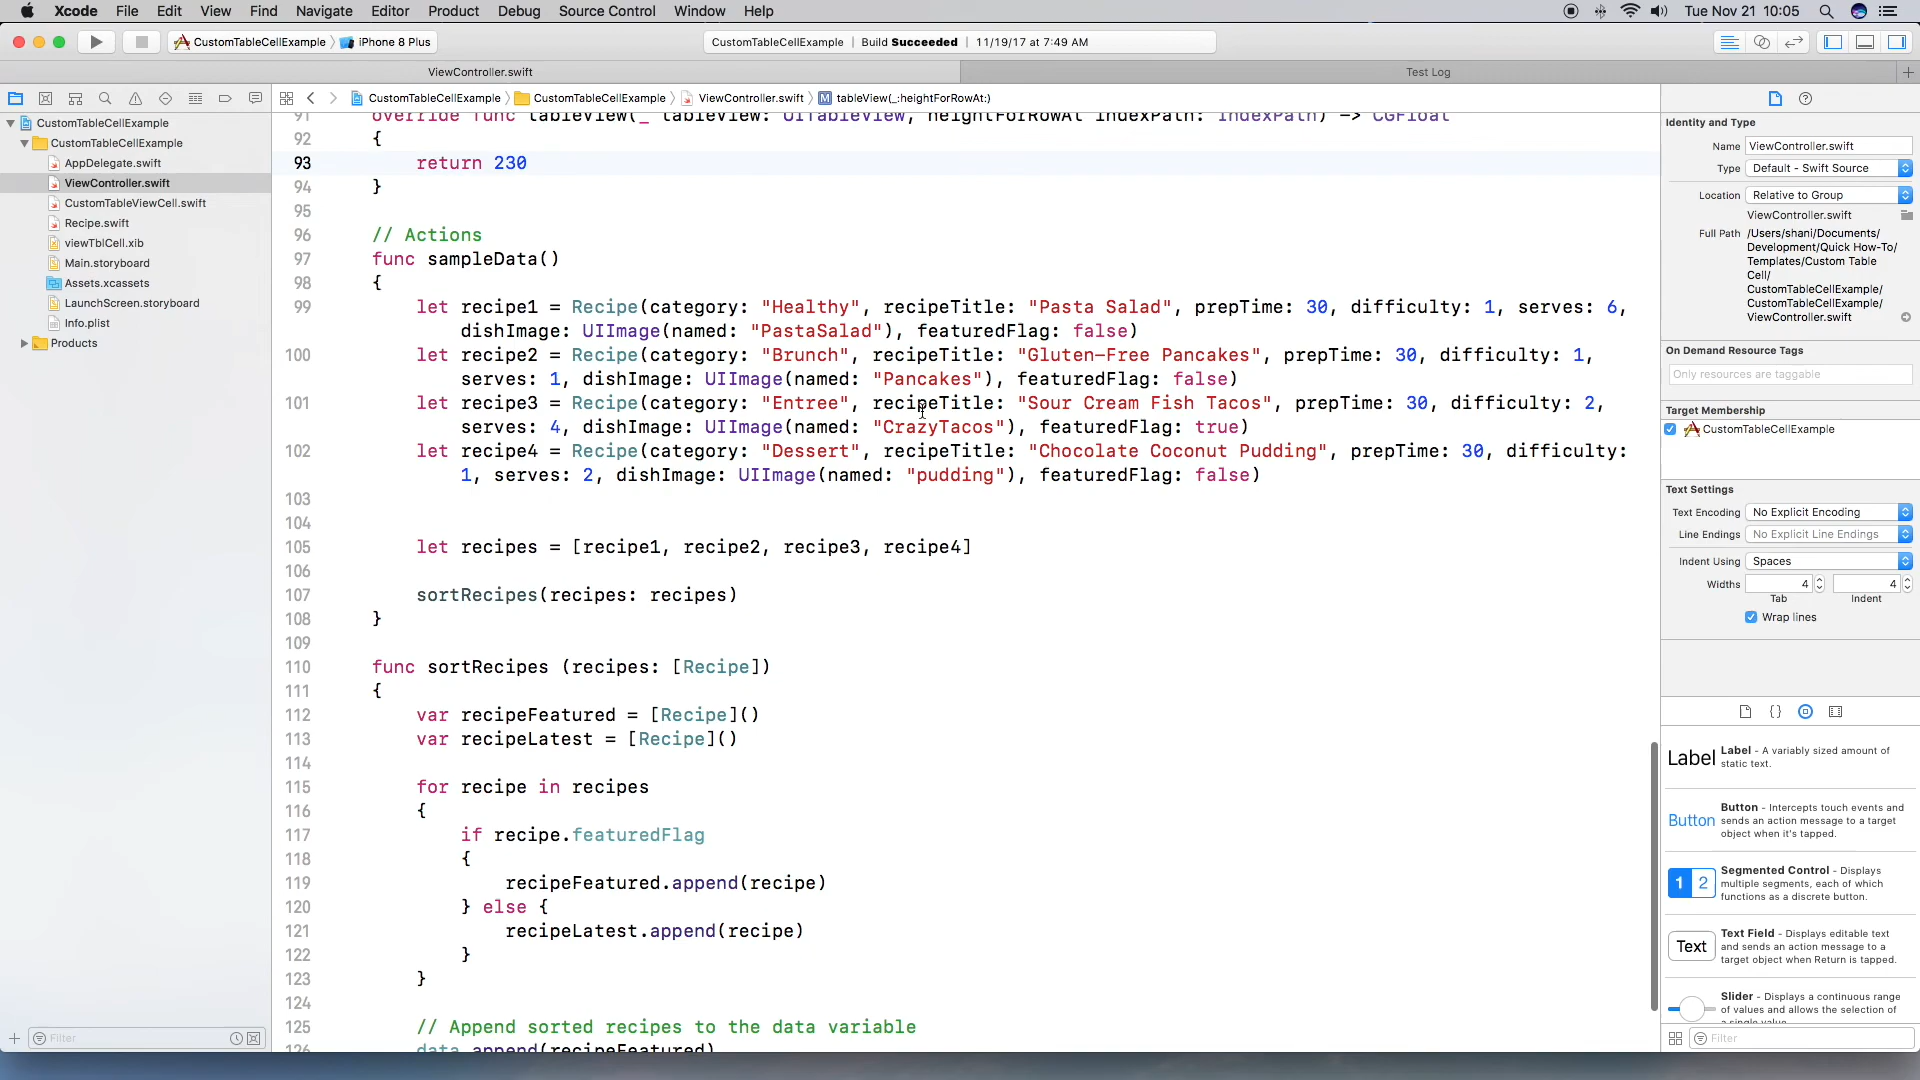 Xcode File Edit View Find Navigate Editor Product Debug Source Control Window Help Tue Nov 21 10:05
CustomTableCellExample 〉 iPhone 8 Plus
CustomTableCellExample | Build Succeeded | 11/19/17 at 7:49 AM
ViewController.swift
Test Log
CustomTableCellExample 〉 CustomTableCellExample 〉 ViewController.swift 〉 M tableView(_:heightForRowAt:)
CustomTableCellExample
CustomTableCellExample
AppDelegate.swift
ViewController.swift
CustomTableViewCell.swift
Recipe.swift
viewTblCell.xib
Main.storyboard
Assets.xcassets
LaunchScreen.storyboard
Info.plist
Products
Filter
91 override func tableView(_ tableView: UITableView, heightForRowAt indexPath: IndexPath) -> CGFloat
92 {
93 return 230
94 }
95
96 // Actions
97 func sampleData()
98 {
99 let recipe1 = Recipe(category: "Healthy", recipeTitle: "Pasta Salad", prepTime: 30, difficulty: 1, serves: 6,
dishImage: UIImage(named: "PastaSalad"), featuredFlag: false)
100 let recipe2 = Recipe(category: "Brunch", recipeTitle: "Gluten-Free Pancakes", prepTime: 30, difficulty: 1,
serves: 1, dishImage: UIImage(named: "Pancakes"), featuredFlag: false)
101 let recipe3 = Recipe(category: "Entree", recipeTitle: "Sour Cream Fish Tacos", prepTime: 30, difficulty: 2,
serves: 4, dishImage: UIImage(named: "CrazyTacos"), featuredFlag: true)
102 let recipe4 = Recipe(category: "Dessert", recipeTitle: "Chocolate Coconut Pudding", prepTime: 30, difficulty:
1, serves: 2, dishImage: UIImage(named: "pudding"), featuredFlag: false)
103
104
105 let recipes = [recipe1, recipe2, recipe3, recipe4]
106
107 sortRecipes(recipes: recipes)
108 }
109
110 func sortRecipes (recipes: [Recipe])
111 {
112 var recipeFeatured = [Recipe]()
113 var recipeLatest = [Recipe]()
114
115 for recipe in recipes
116 {
117 if recipe.featuredFlag
118 {
119 recipeFeatured.append(recipe)
120 } else {
121 recipeLatest.append(recipe)
122 }
123 }
124
125 // Append sorted recipes to the data variable
126 data.append(recipeFeatured)
Identity and Type
Name ViewController.swift
Type Default - Swift Source
Location Relative to Group
ViewController.swift
Full Path /Users/shani/Documents/
Development/Quick How-To/
Templates/Custom Table
Cell/
CustomTableCellExample/
CustomTableCellExample/
ViewController.swift
On Demand Resource Tags
Only resources are taggable
Target Membership
CustomTableCellExample
Text Settings
Text Encoding No Explicit Encoding
Line Endings No Explicit Line Endings
Indent Using Spaces
Widths 4 4
Tab Indent
Wrap lines
Label Label - A variably sized amount of
static text.
Button - Intercepts touch events and
Button sends an action message to a target
object when it's tapped.
Segmented Control - Displays
1 2 multiple segments, each of which
functions as a discrete button.
Text Field - Displays editable text
Text and sends an action message to a
target object when Return is tapped.
Slider - Displays a continuous range
of values and allows the selection of
a single value.
Filter